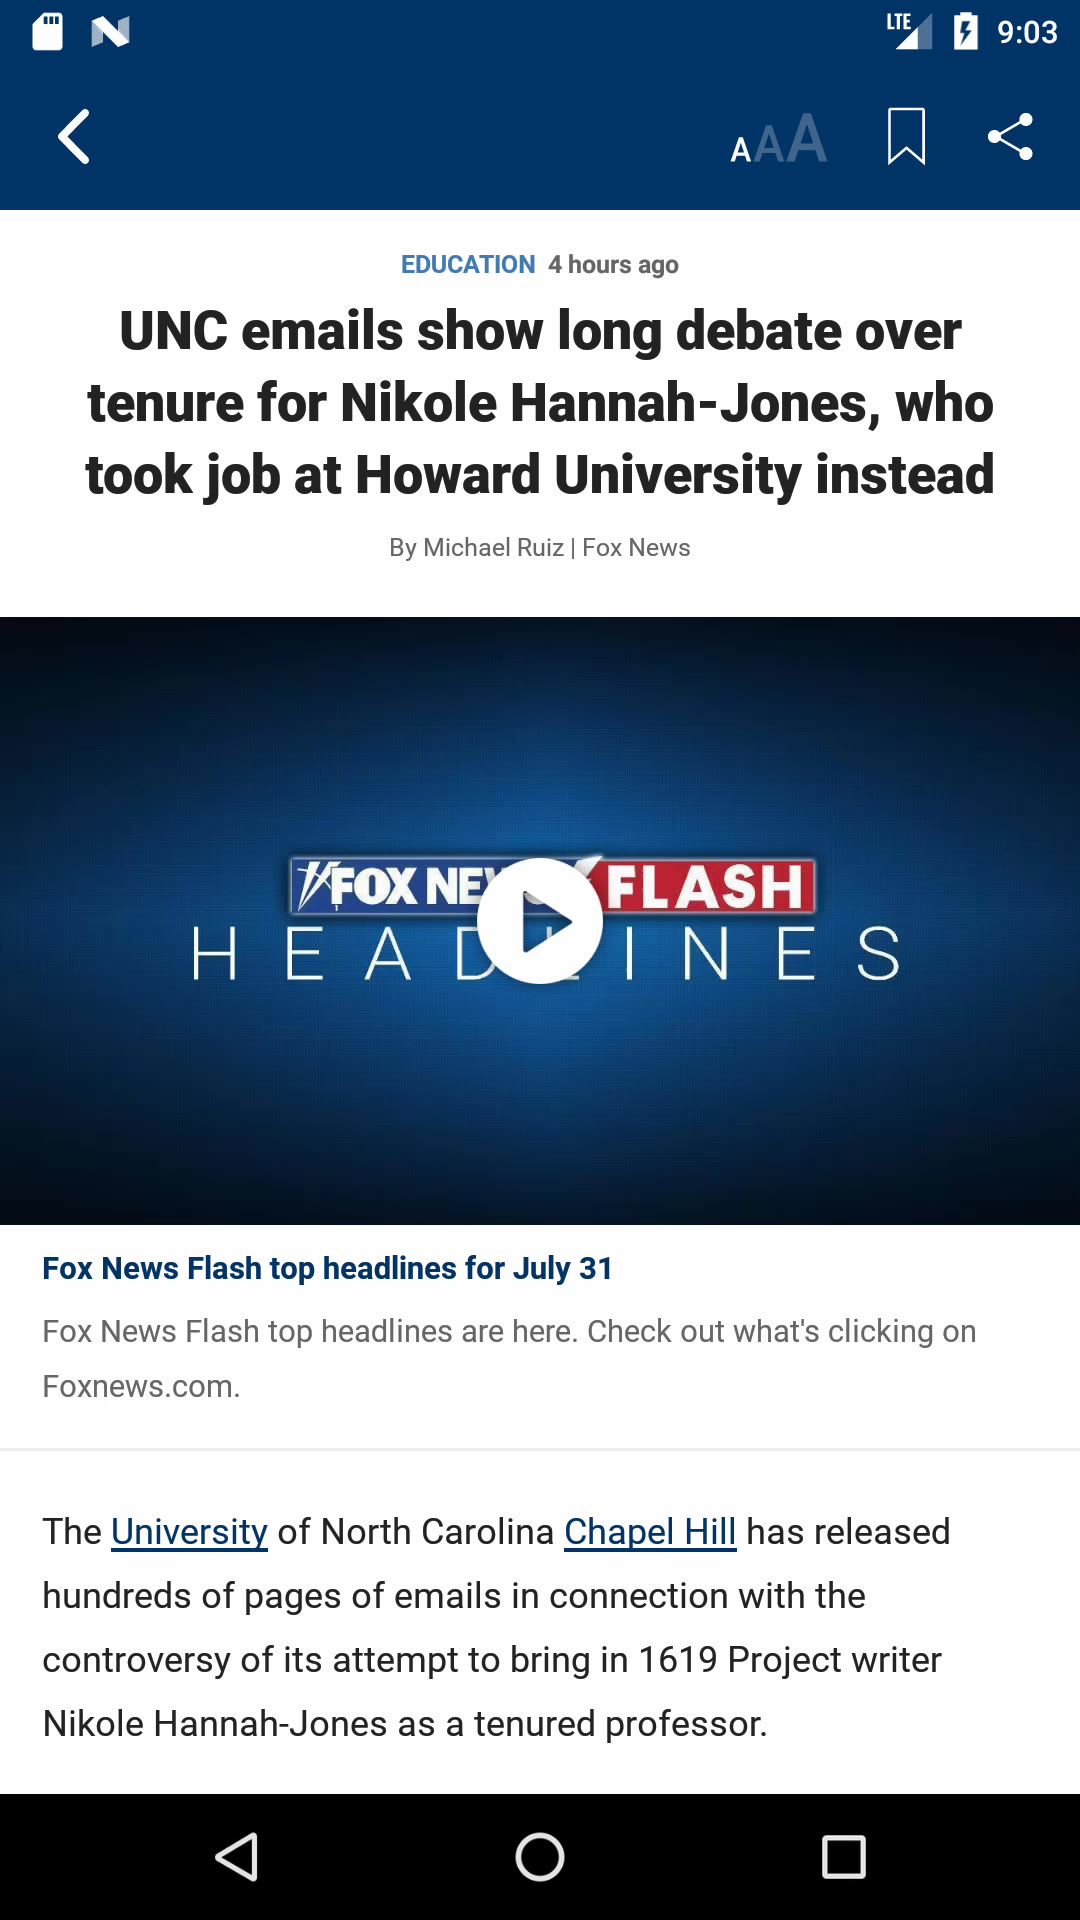 LTE 9:03
AAA
EDUCATION 4 hours ago
UNC emails show long debate over
tenure for Nikole Hannah-Jones, who
took job at Howard University instead
By Michael Ruiz | Fox News
FOX NE FLASH
HEAD INES
Fox News Flash top headlines for July 31
Fox News Flash top headlines are here. Check out what's clicking on
Foxnews.com.
The University of North Carolina Chapel Hill has released
hundreds of pages of emails in connection with the
controversy of its attempt to bring in 1619 Project writer
Nikole Hannah-Jones as a tenured professor.